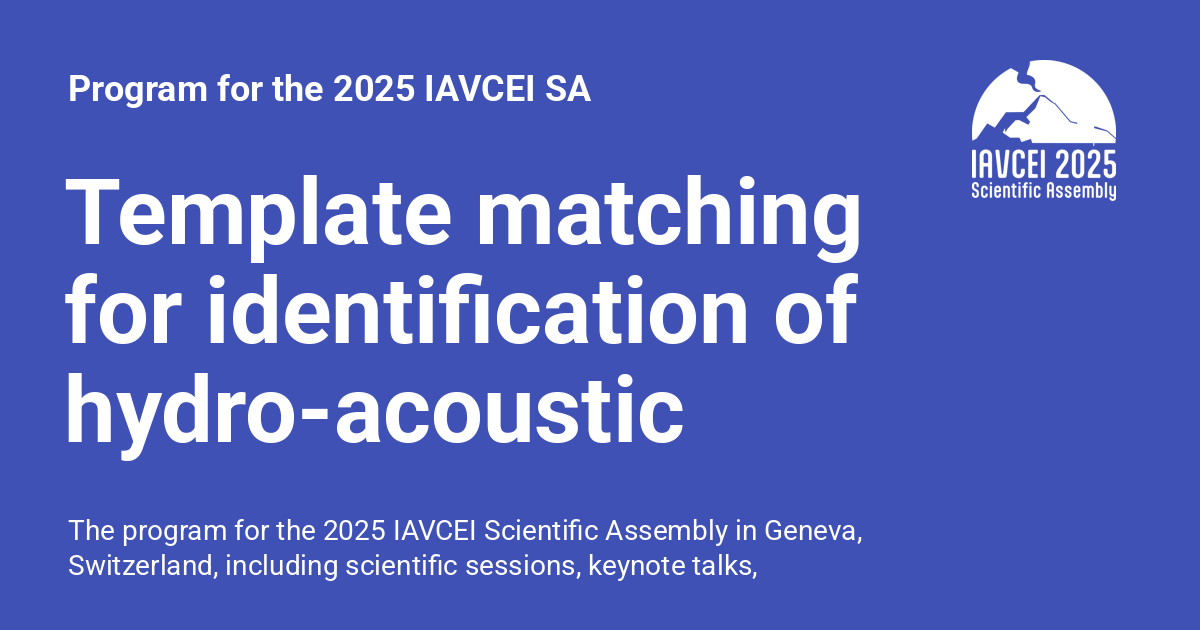 Program for the 2025 IAVCEI SA
IAVCEI 2025
Scientific Assembly
Template matching
for identification of
hydro-acoustic
The program for the 2025 IAVCEI Scientific Assembly in Geneva,
Switzerland, including scientific sessions, keynote talks,